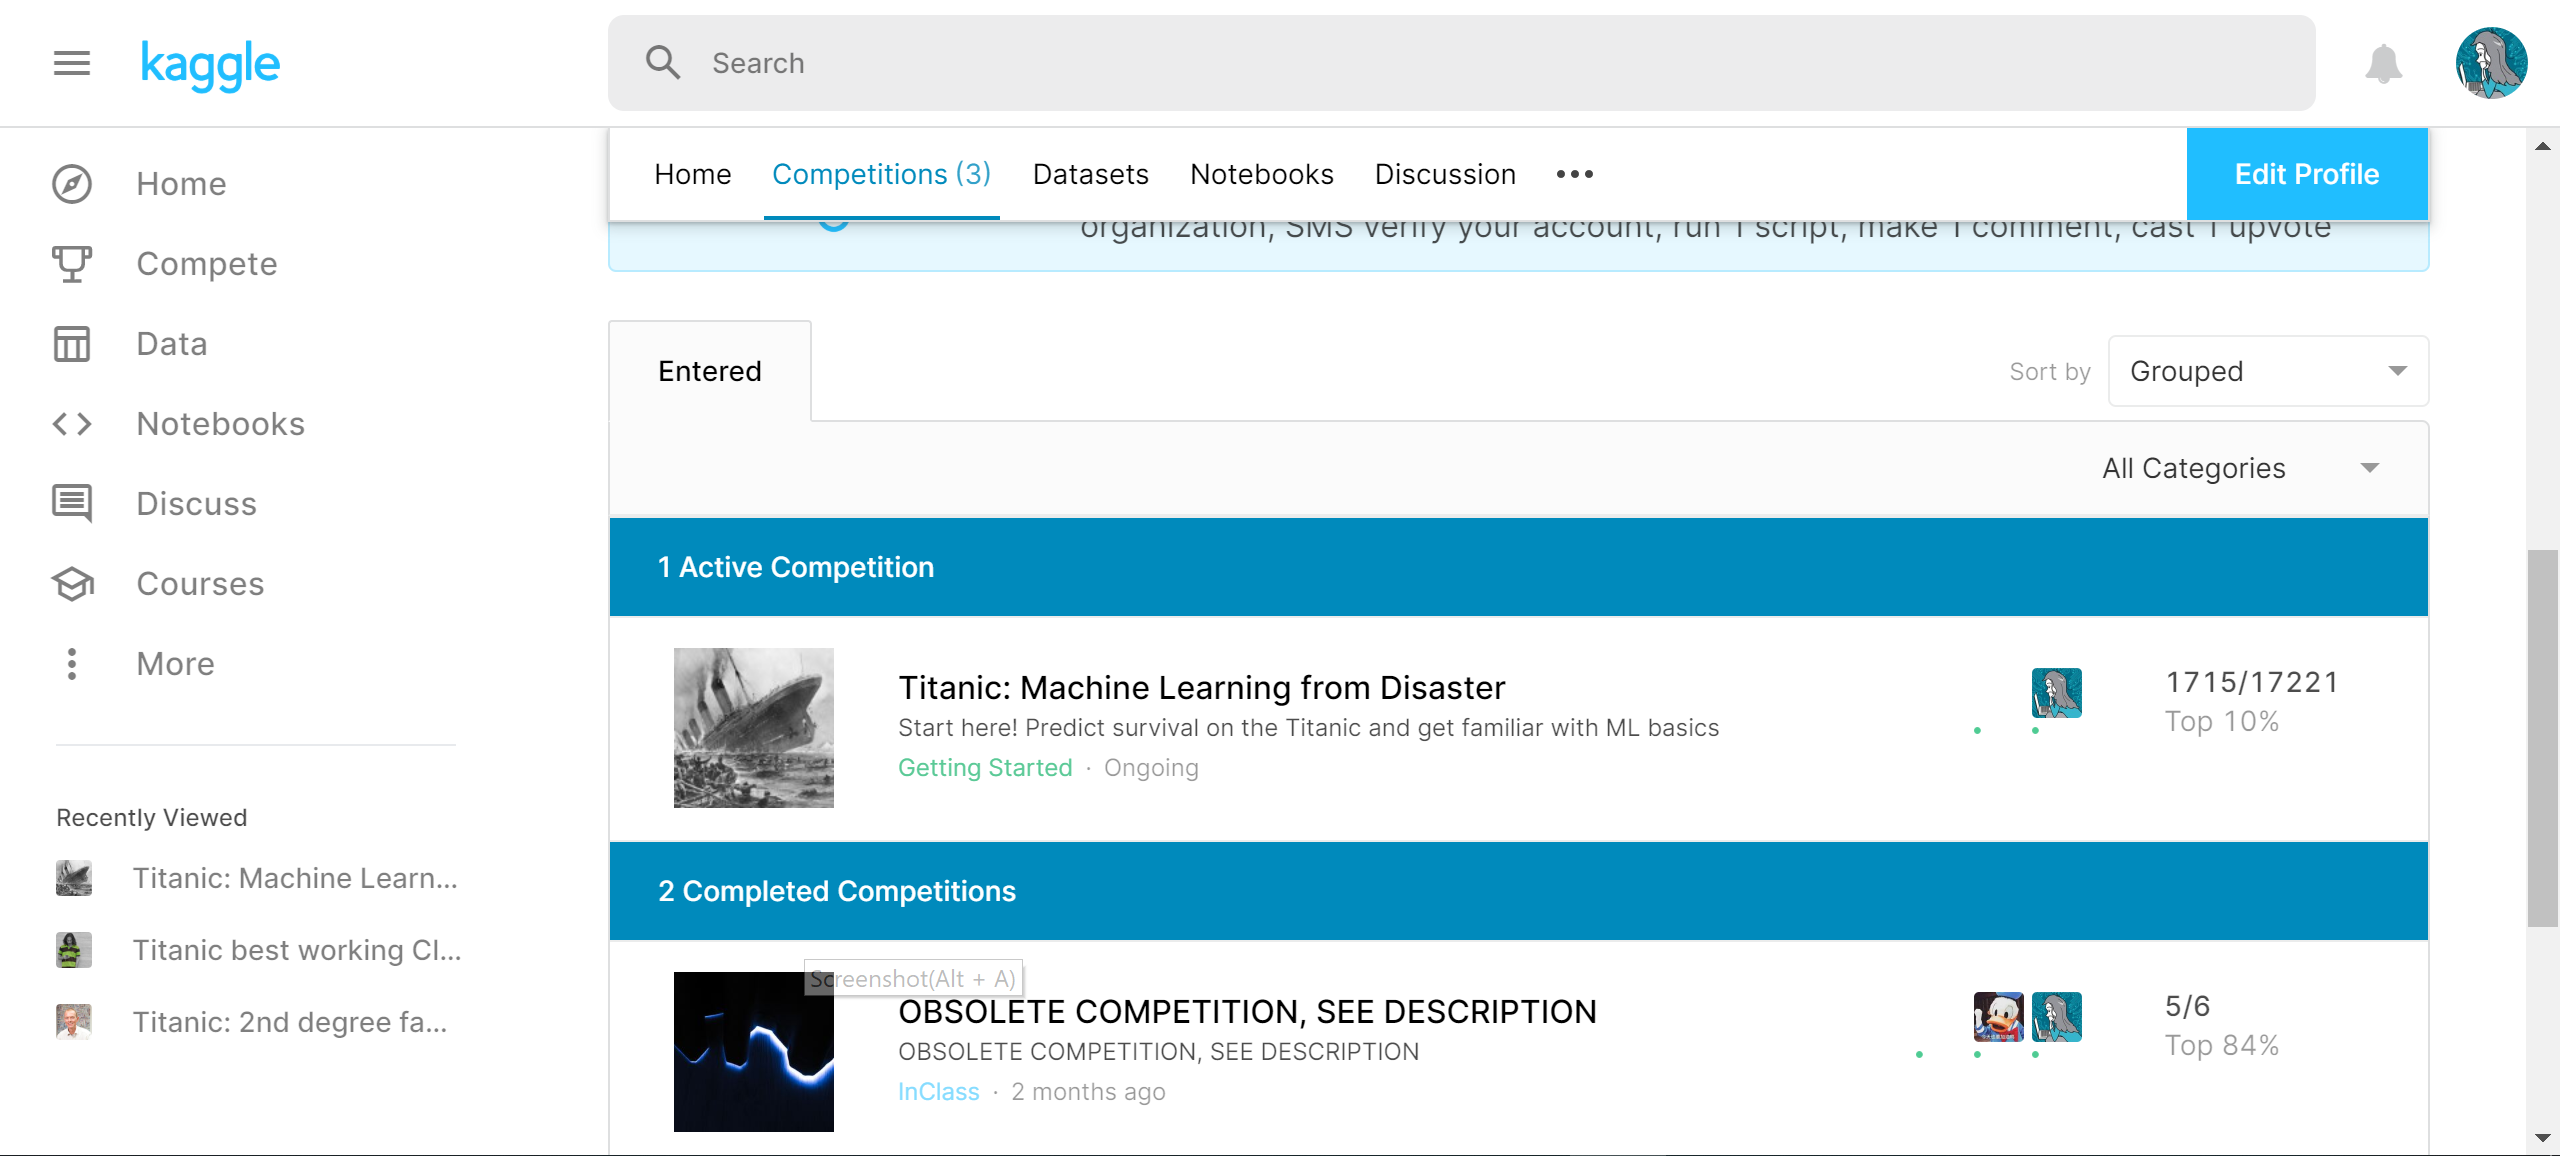 kaggle
Search
Home
Compete
Data
Notebooks
Discuss
Courses
More
Recently Viewed
Titanic: Machine Learn...
Titanic best working Cl...
Titanic: 2nd degree fa...
Home Competitions (3) Datasets Notebooks Discussion ••• Edit Profile
organization, SMS verify your account, run 1 script, make 1 comment, cast 1 upvote
Entered
Sort by Grouped
All Categories
1 Active Competition
Titanic: Machine Learning from Disaster
Start here! Predict survival on the Titanic and get familiar with ML basics
Getting Started · Ongoing
1715/17221
Top 10%
2 Completed Competitions
Screenshot(Alt + A)
OBSOLETE COMPETITION, SEE DESCRIPTION
OBSOLETE COMPETITION, SEE DESCRIPTION
InClass · 2 months ago
5/6
Top 84%